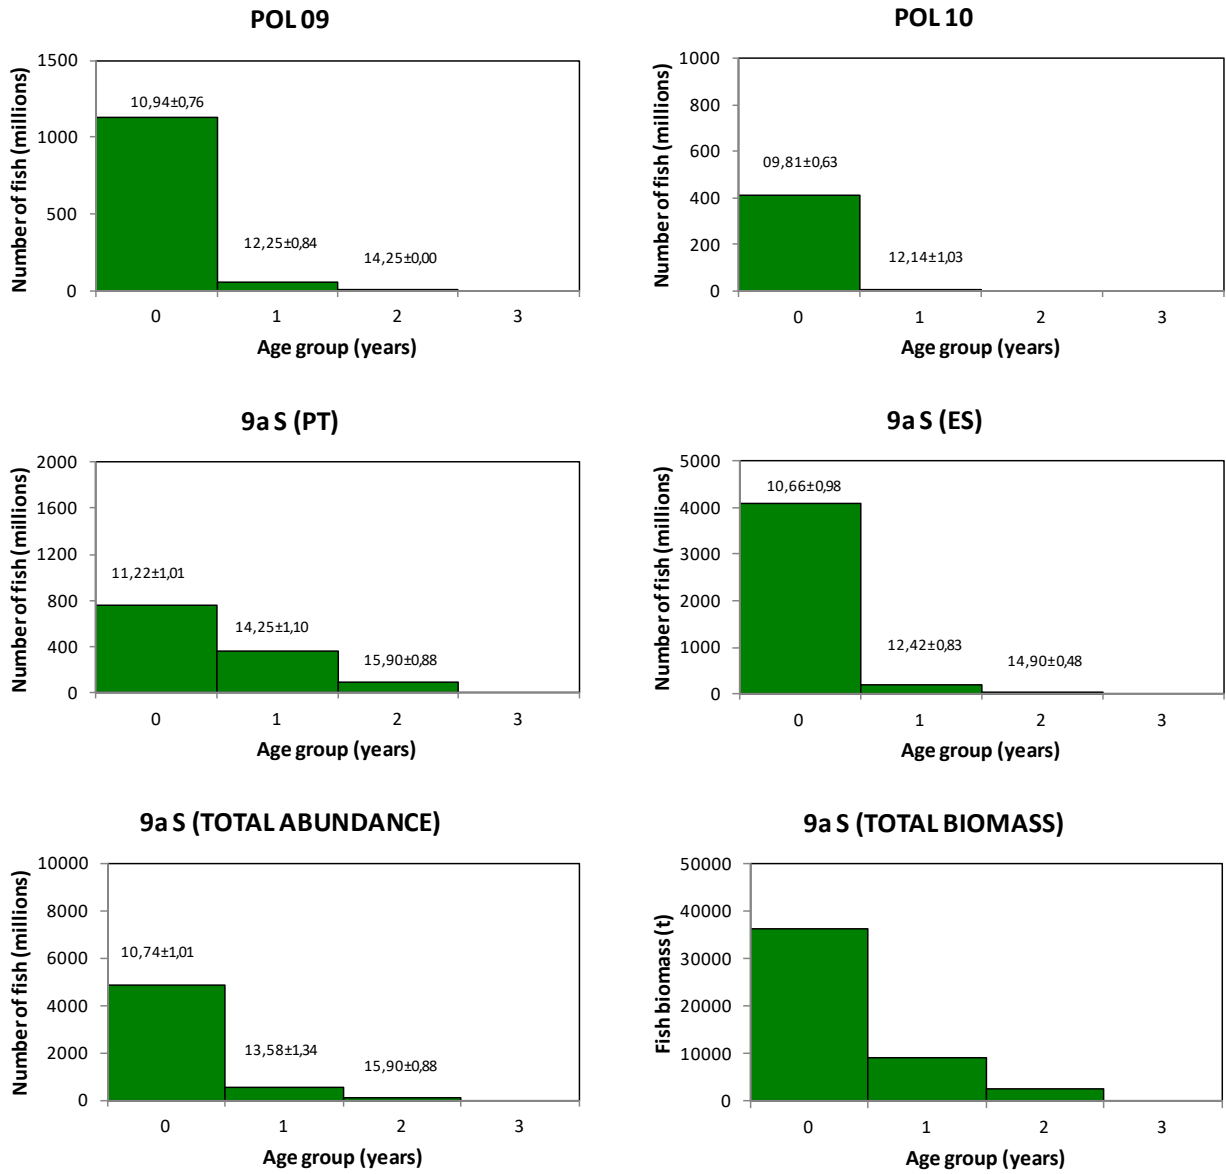 POL 09
Number of fish (millions)
1500
1000
500
0
10,94±0,76
12,25±0,84
14,25±0,00
0 1 2 3
Age group (years)
POL 10
Number of fish (millions)
1000
800
600
400
200
0
09,81±0,63
12,14±1,03
0 1 2 3
Age group (years)
9a S (PT)
Number of fish (millions)
2000
1600
1200
800
400
0
11,22±1,01
14,25±1,10
15,90±0,88
0 1 2 3
Age group (years)
9a S (ES)
Number of fish (millions)
5000
4000
3000
2000
1000
0
10,66±0,98
12,42±0,83
14,90±0,48
0 1 2 3
Age group (years)
9a S (TOTAL ABUNDANCE)
Number of fish (millions)
10000
8000
6000
4000
2000
0
10,74±1,01
13,58±1,34
15,90±0,88
0 1 2 3
Age group (years)
9a S (TOTAL BIOMASS)
Fish biomass (t)
50000
40000
30000
20000
10000
0
0 1 2 3
Age group (years)